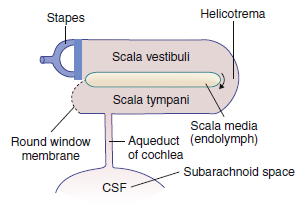 Stapes
Helicotrema
Scala vestibuli
Scala tympani
Round window
membrane
Aqueduct
of cochlea
Scala media
(endolymph)
Subarachnoid space
CSF